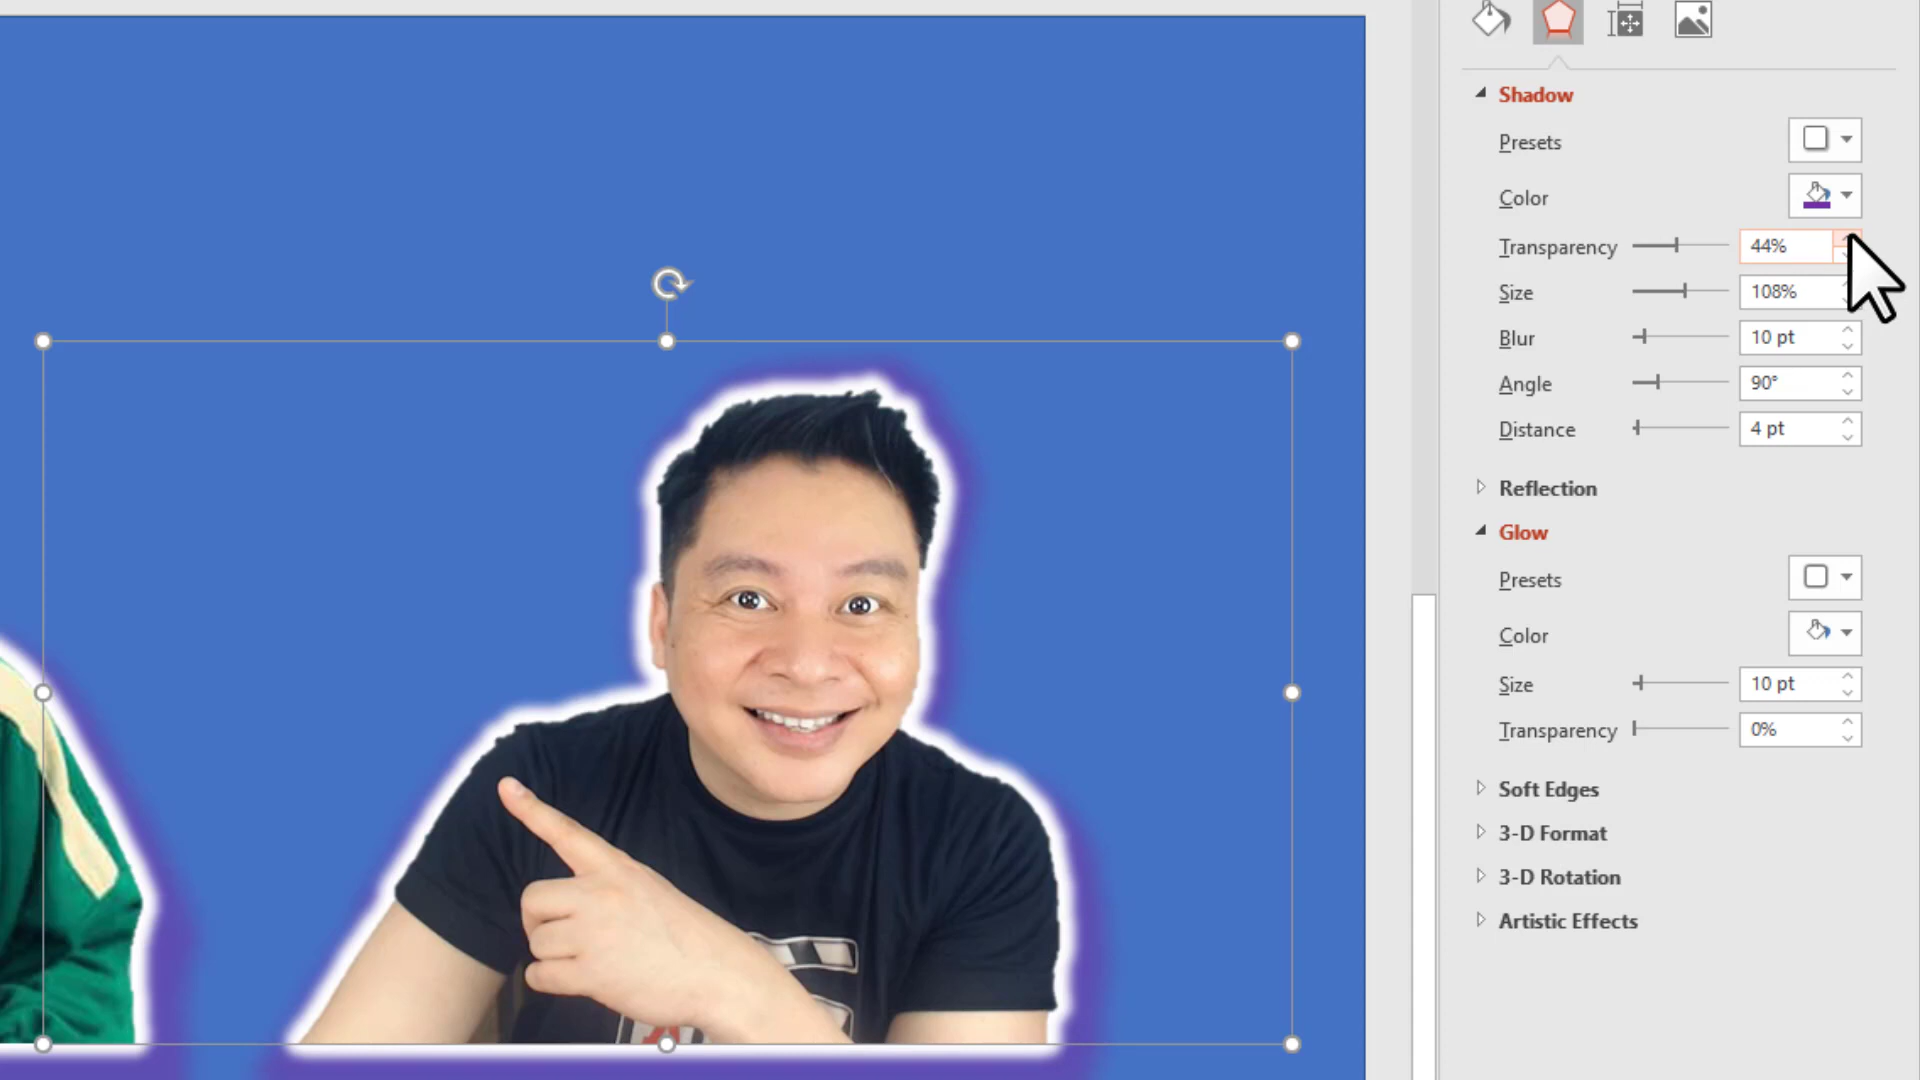 Shadow
Presets
Color
Transparency 44%
Size 108%
Blur 10 pt
Angle 90°
Distance 4 pt
Reflection
Glow
Presets
Color
Size 10 pt
Transparency 0%
Soft Edges
3-D Format
3-D Rotation
Artistic Effects